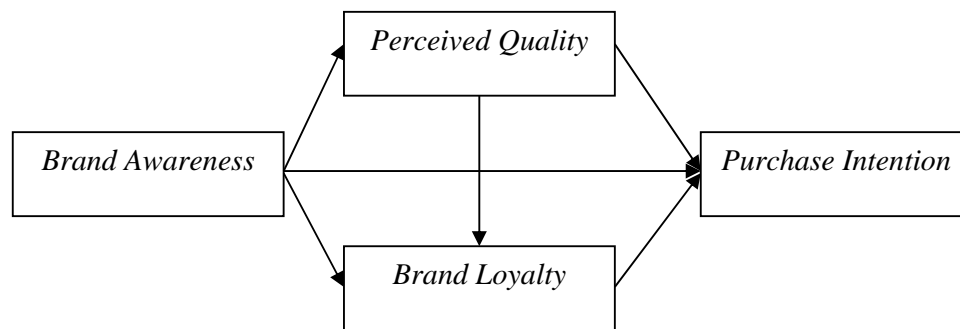 Perceived Quality
Brand Awareness
Purchase Intention
Brand Loyalty